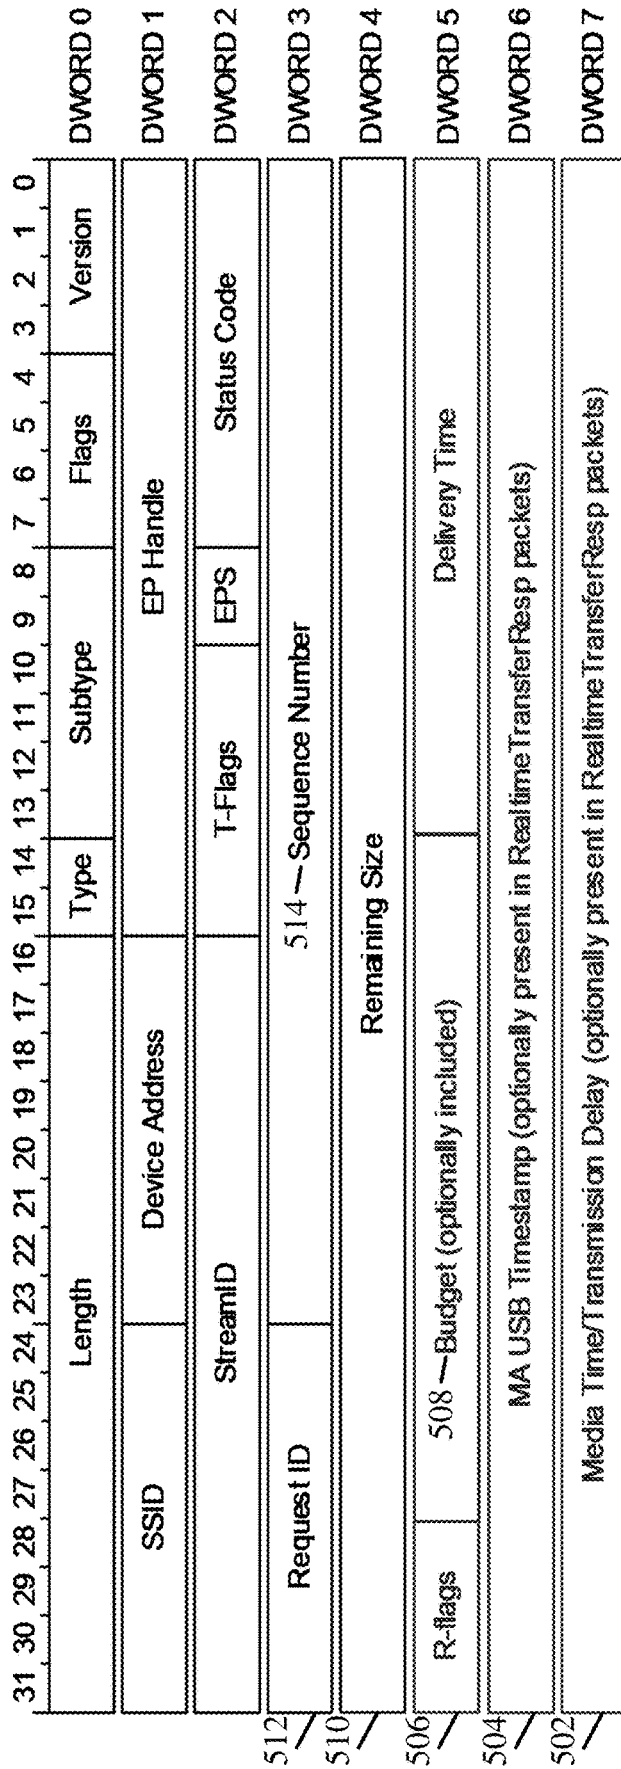 31 30 29 28 27 26 25 24 23 22 21 20 19 18 17 16 15 14 13 12 11 10 9 8 7 6 5 4 3 2 1 0
Length Type Subtype Flags Version DWORD 0
SSID Device Address EP Handle DWORD 1
StreamID T-Flags EPS Status Code DWORD 2
512 Request ID 514 Sequence Number DWORD 3
510 Remaining Size DWORD 4
506 R-flags 508 Budget (optionally included) Delivery Time DWORD 5
504 MA USB Timestamp (optionally present in RealtimeTransferResp packets) DWORD 6
502 Media Time/Transmission Delay (optionally present in RealtimeTransferResp packets) DWORD 7